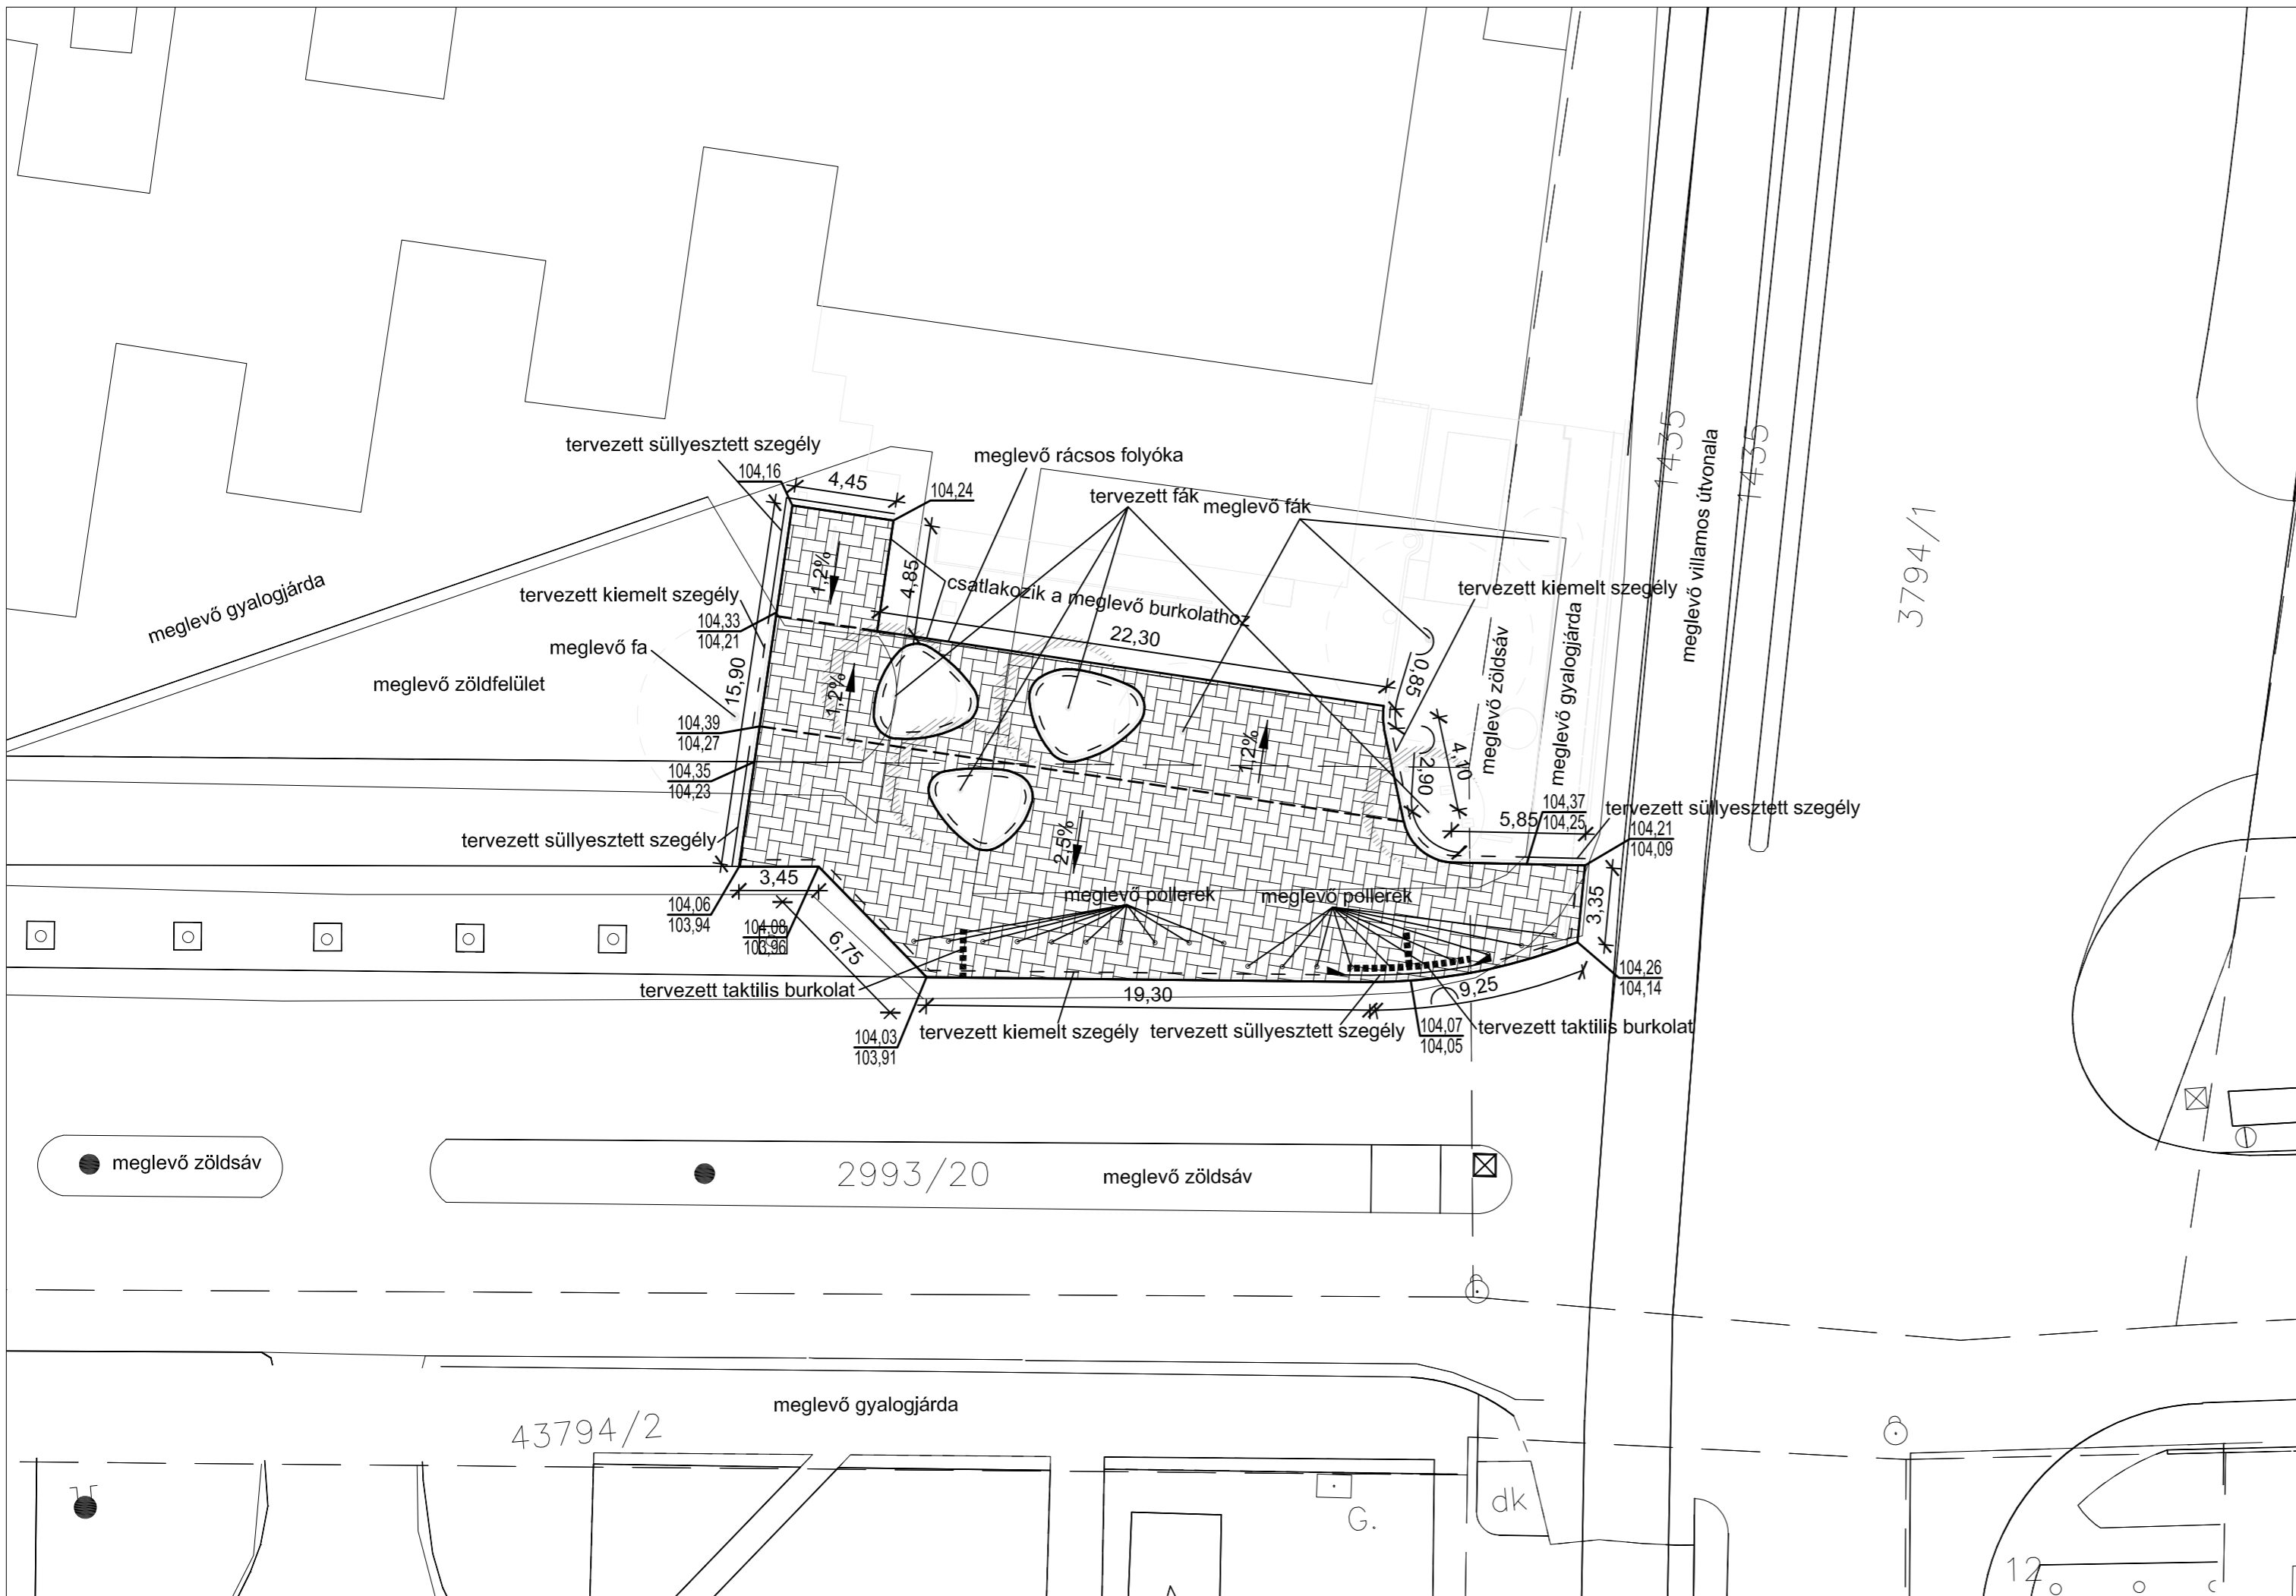 tervezett süllyesztett szegély
104,16
4,45
104,24
meglevő rácsos folyóka
tervezett fák
meglevő fák
1435
1435
meglevő villamos útvonala
3794/1
1,2%
4,85
csatlakozik a meglevő burkolathoz
22,30
meglevő gyalogjárda
tervezett kiemelt szegély
tervezett kiemelt szegély
104,33
104,21
meglevő fa
meglevő zöldfelület
15,90
1,2%
0,85
meglevő zöldsáv
meglevő gyalogjárda
104,39
104,27
1,2%
4,10
2,90
104,35
104,23
104,37
104,25
5,85
tervezett süllyesztett szegély
104,21
104,09
tervezett süllyesztett szegély
2,5%
3,45
meglevő pollerek
meglevő pollerek
3,35
104,06
103,94
104,08
103,96
6,75
104,26
104,14
tervezett taktilis burkolat
19,30
9,25
104,03
103,91
tervezett kiemelt szegély
tervezett süllyesztett szegély
104,07
104,05
tervezett taktilis burkolat
meglevő zöldsáv
2993/20
meglevő zöldsáv
meglevő gyalogjárda
43794/2
G.
dk
12